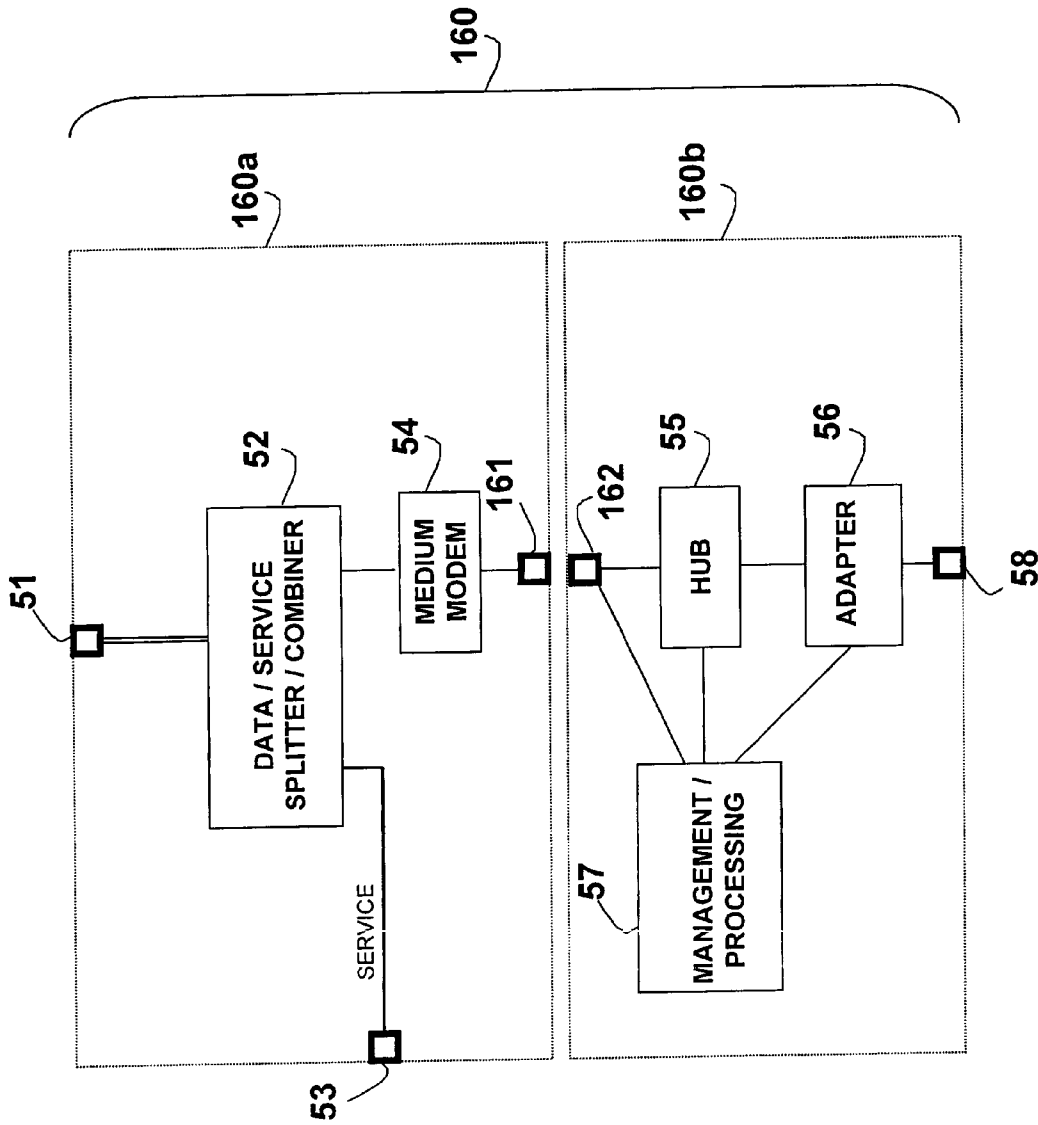 160
160a
160b
51
52
DATA / SERVICE
SPLITTER / COMBINER
54
MEDIUM
MODEM
161
SERVICE
53
162
55
HUB
56
ADAPTER
57
MANAGEMENT /
PROCESSING
58